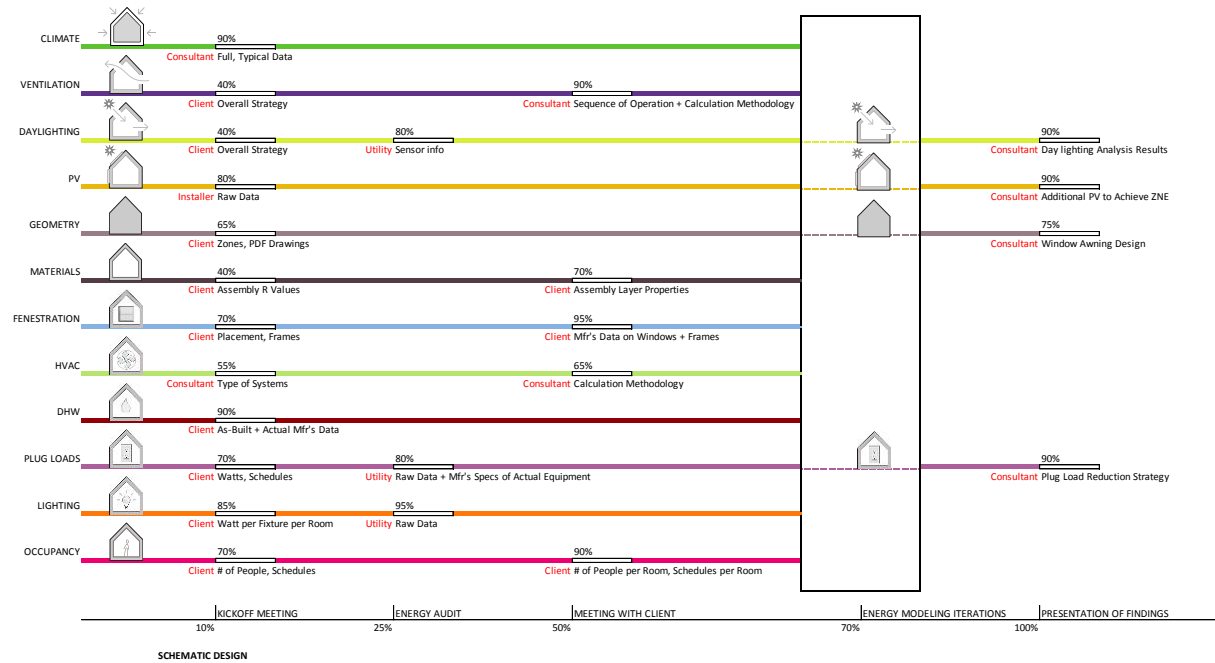 90%
CLIMATE
Consultant Full, Typical Data
VENTILATION 40% 90%
Client Overall Strategy Consultant Sequence of Operation + Calculation Methodology
DAYLIGHTING 40% 80% 90%
Client Overall Strategy Utility Sensor info Consultant Day lighting Analysis Results
PV 80% 90%
Installer Raw Data Consultant Additional PV to Achieve ZNE
GEOMETRY 65% 75%
Client Zones, PDF Drawings Consultant Window Awning Design
MATERIALS 40% 70%
Client Assembly R Values Client Assembly Layer Properties
FENESTRATION 70% 95%
Client Placement, Frames Client Mfr's Data on Windows + Frames
HVAC 55% 65%
Consultant Type of Systems Consultant Calculation Methodology
DHW 90%
Client As-Built + Actual Mfr's Data
PLUG LOADS 70% 80% 90%
Client Watts, Schedules Utility Raw Data + Mfr's Specs of Actual Equipment Consultant Plug Load Reduction Strategy
LIGHTING 85% 95%
Client Watt per Fixture per Room Utility Raw Data
OCCUPANCY 70% 90%
Client # of People, Schedules Client # of People per Room, Schedules per Room
KICKOFF MEETING ENERGY AUDIT MEETING WITH CLIENT ENERGY MODELING ITERATIONS PRESENTATION OF FINDINGS
10% 25% 50% 70% 100%
SCHEMATIC DESIGN